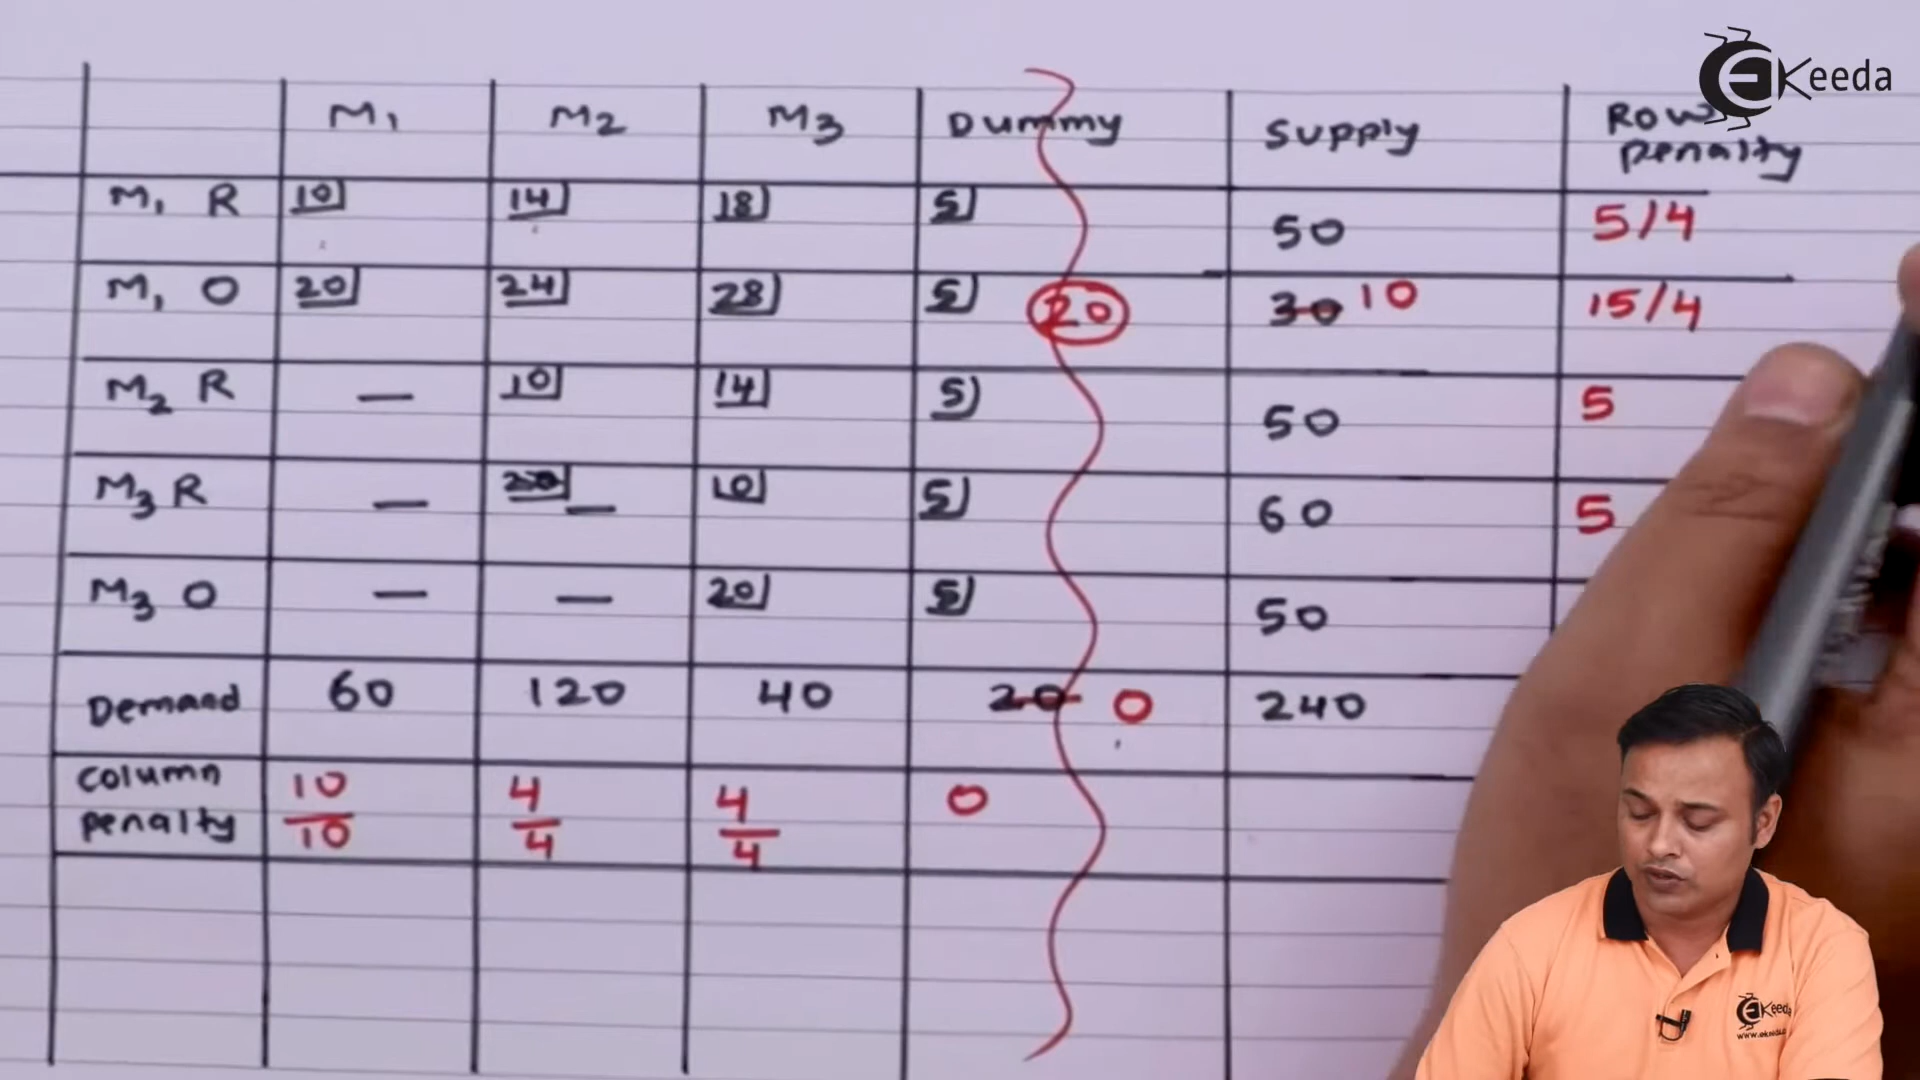 eKeeda
M1 M2 M3 Dummy Supply Row penalty
M1 R 10 14 18 5 50 5/4
M1 O 20 24 28 5 20 30 10 15/4
M2 R — 10 14 5 50 5
M3 R — — 10 5 60 5
M3 O — — 20 5 50
Demand 60 120 40 20 0 240
Column penalty 10 4 4 0
10 4 4
eKeeda